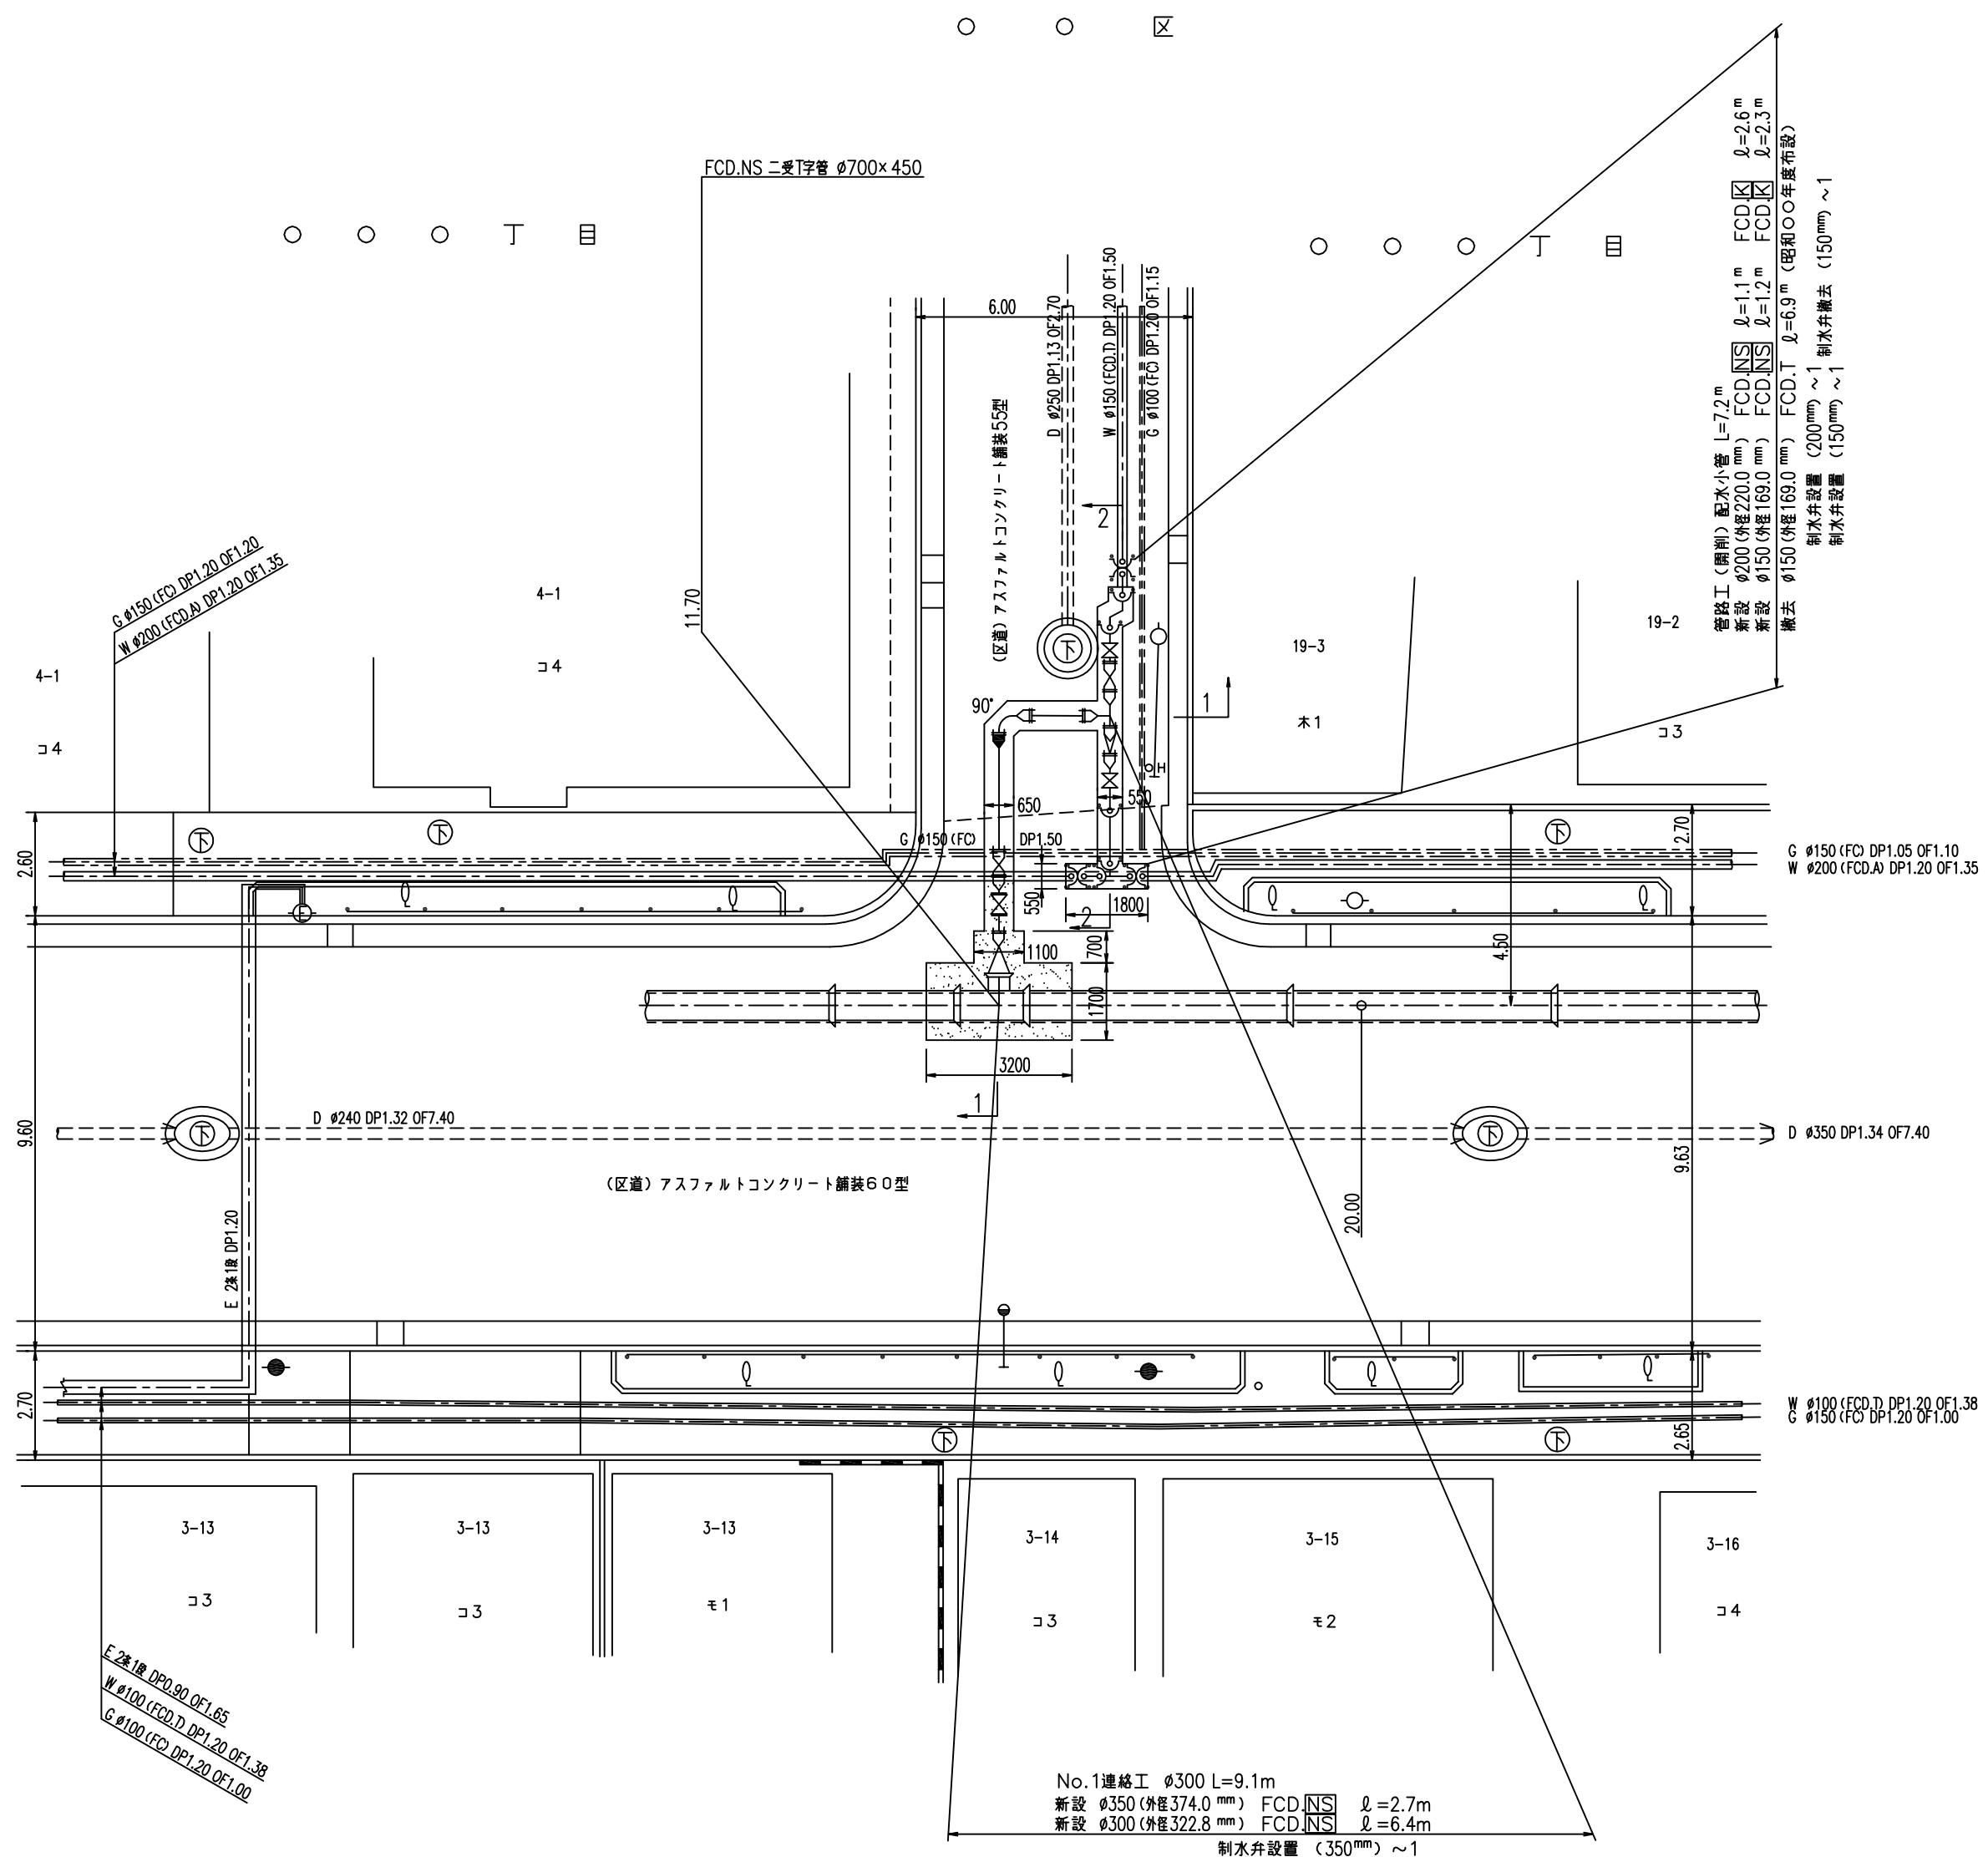 ○ ○ 区
FCD.NS 二受T字管 φ700×450
○ ○ ○ 丁 目
○ ○ ○ 丁 目
管路工（開削）配水小管 L=7.2m
新設 φ200(外径220.0mm) FCD.NS ℓ=1.1m FCD.K ℓ=2.6m
新設 φ150(外径169.0mm) FCD.NS ℓ=1.2m FCD.K ℓ=2.3m
撤去 φ150(外径169.0mm) FCD.T ℓ=6.9m（昭和○○年度布設）
制水弁設置 (200mm) ～1 制水弁撤去 (150mm) ～1
制水弁設置 (150mm) ～1
6.00
D φ250 DP1.13 OF2.70
W φ150(FCD.T) DP1.20 OF1.50
G φ100(FC) DP1.20 OF1.15
（区道）アスファルトコンクリート舗装55型
11.70
2
G φ150(FC) DP1.20 OF1.20
W φ200(FCD.A) DP1.20 OF1.35
4-1
コ4
4-1
コ4
下
19-3
木1
19-2
コ3
90°
1
H
650
550
下
下
下
G φ150(FC) DP1.50
2.60
2.70
G φ150(FC) DP1.05 OF1.10
W φ200(FCD.A) DP1.20 OF1.35
550
1800
2
4.50
1100
700
1700
3200
1
9.60
下
D φ240 DP1.32 OF7.40
下
D φ350 DP1.34 OF7.40
9.63
（区道）アスファルトコンクリート舗装60型
20.00
E 2条1段 DP1.20
2.70
W φ100(FCD.T) DP1.20 OF1.38
G φ150(FC) DP1.20 OF1.00
2.65
下
下
3-13
コ3
3-13
コ3
3-13
モ1
3-14
コ3
3-15
モ2
3-16
コ4
E 2条1段 DP0.90 OF1.65
W φ100(FCD.T) DP1.20 OF1.38
G φ100(FC) DP1.20 OF1.00
No.1連絡工 φ300 L=9.1m
新設 φ350(外径374.0mm) FCD.NS ℓ=2.7m
新設 φ300(外径322.8mm) FCD.NS ℓ=6.4m
制水弁設置 (350mm) ～1